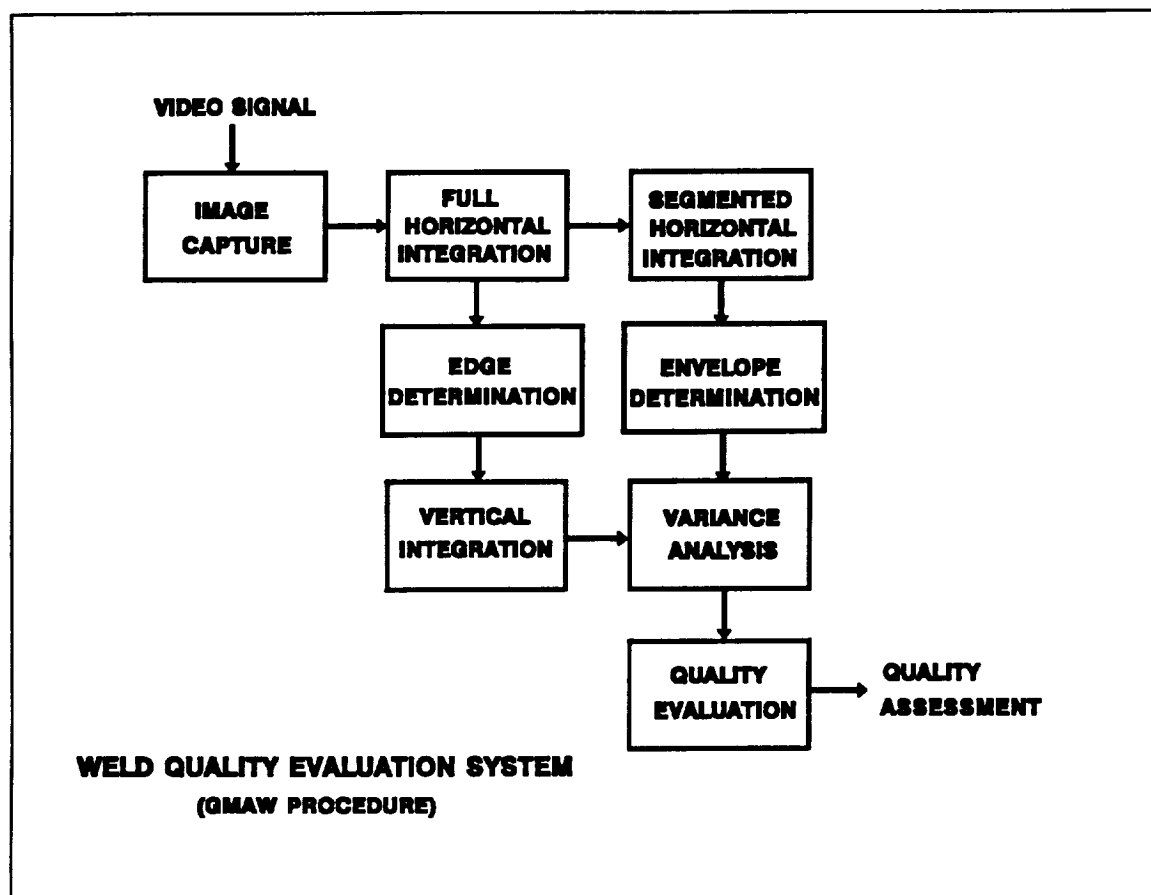 VIDEO SIGNAL
IMAGE
CAPTURE
FULL
HORIZONTAL
INTEGRATION
SEGMENTED
HORIZONTAL
INTEGRATION
EDGE
DETERMINATION
ENVELOPE
DETERMINATION
VERTICAL
INTEGRATION
VARIANCE
ANALYSIS
QUALITY
EVALUATION
QUALITY
ASSESSMENT
WELD QUALITY EVALUATION SYSTEM
(GMAW PROCEDURE)